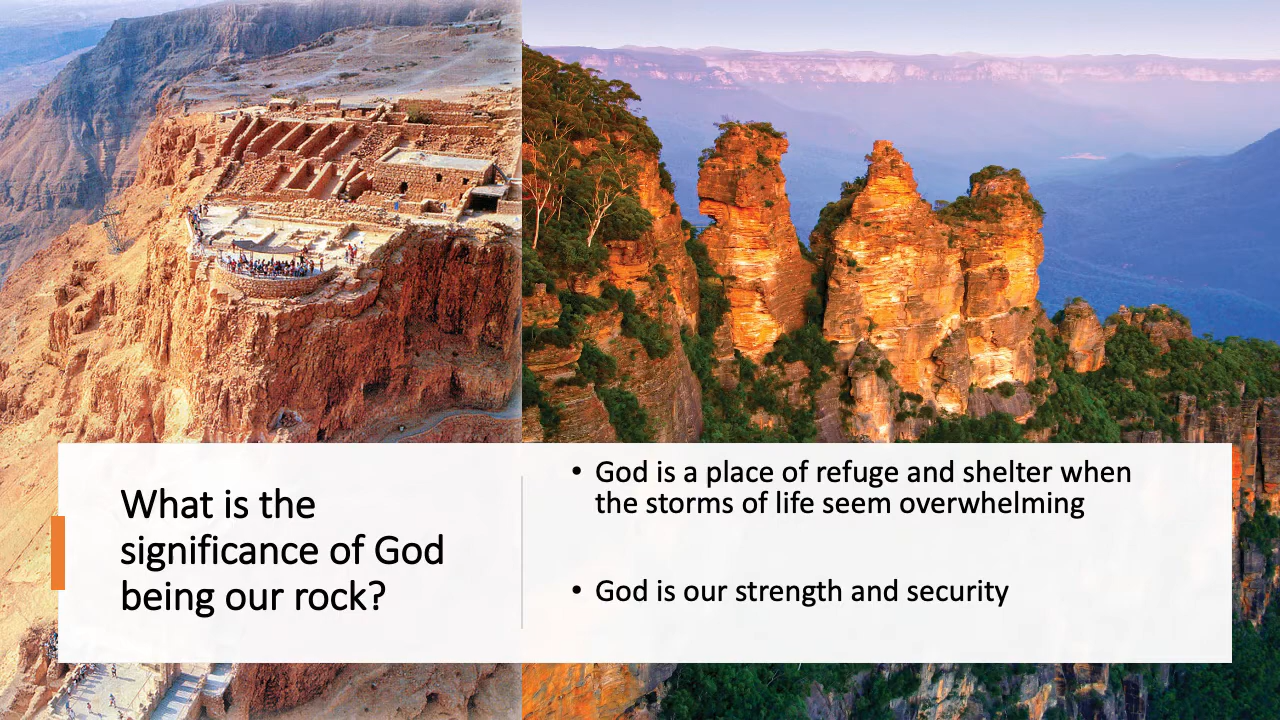 What is the
significance of God
being our rock?
• God is a place of refuge and shelter when
the storms of life seem overwhelming
• God is our strength and security